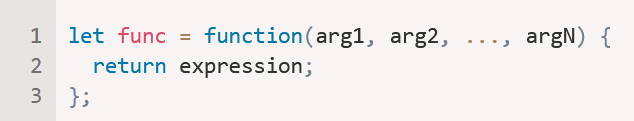 1 let func = function(arg1, arg2, ..., argN) {
2   return expression;
3 };